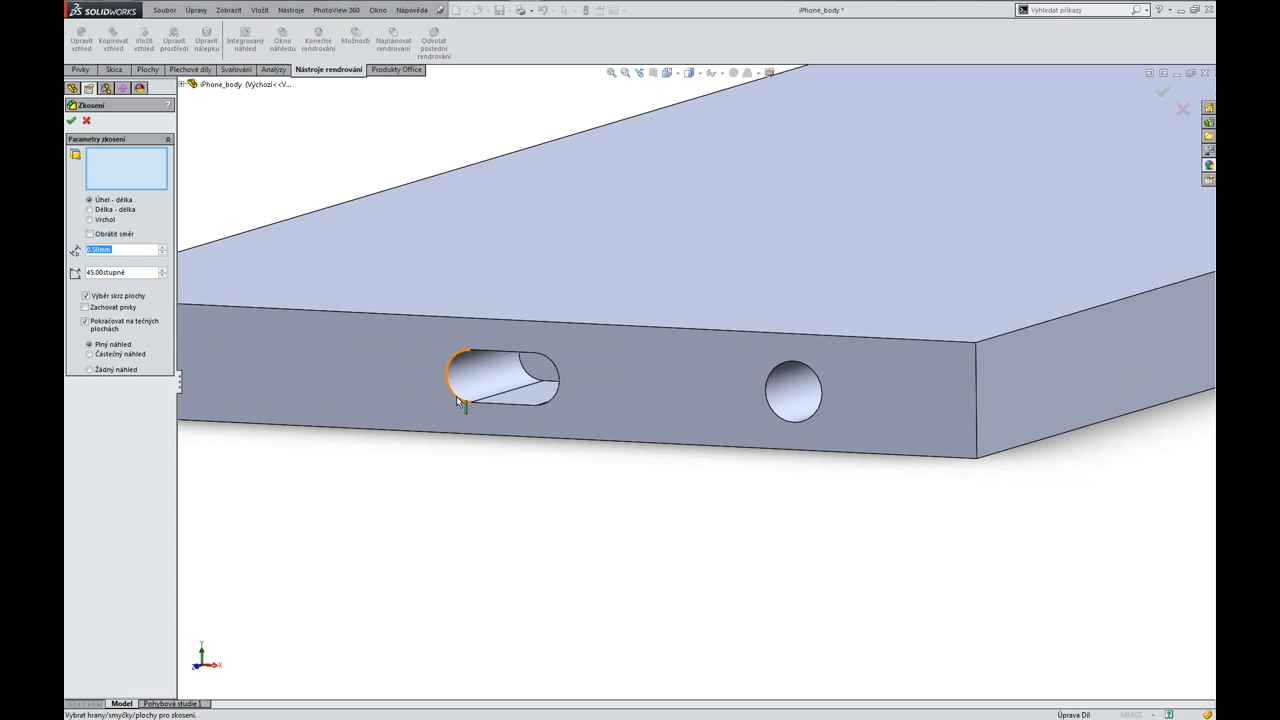 SOLIDWORKS Soubor Úpravy Zobrazit Vložit Nástroje PhotoView 360 Okno Nápověda iPhone_body * Vyhledat příkazy
Upravit vzhled Kopírovat vzhled Vložit vzhled Upravit prostředí Upravit nálepku Integrovaný náhled Okno náhledu Konečné rendrování Možnosti Naplánovat rendrování Odvolat poslední rendrování
Prvky Skica Plochy Plechové díly Svařování Analýzy Nástroje rendrování Produkty Office
iPhone_body (Výchozí<<V...
Zkosení ?
Parametry zkosení
Úhel - délka
Délka - délka
Vrchol
Obrátit směr
0.50mm
45.00stupně
Výběr skrz plochy
Zachovat prvky
Pokračovat na tečných
plochách
Plný náhled
Částečný náhled
Žádný náhled
Y
X
Z
Model Pohybová studie 1
Vybrat hrany/smyčky/plochy pro zkosení. Úprava Díl MMGS